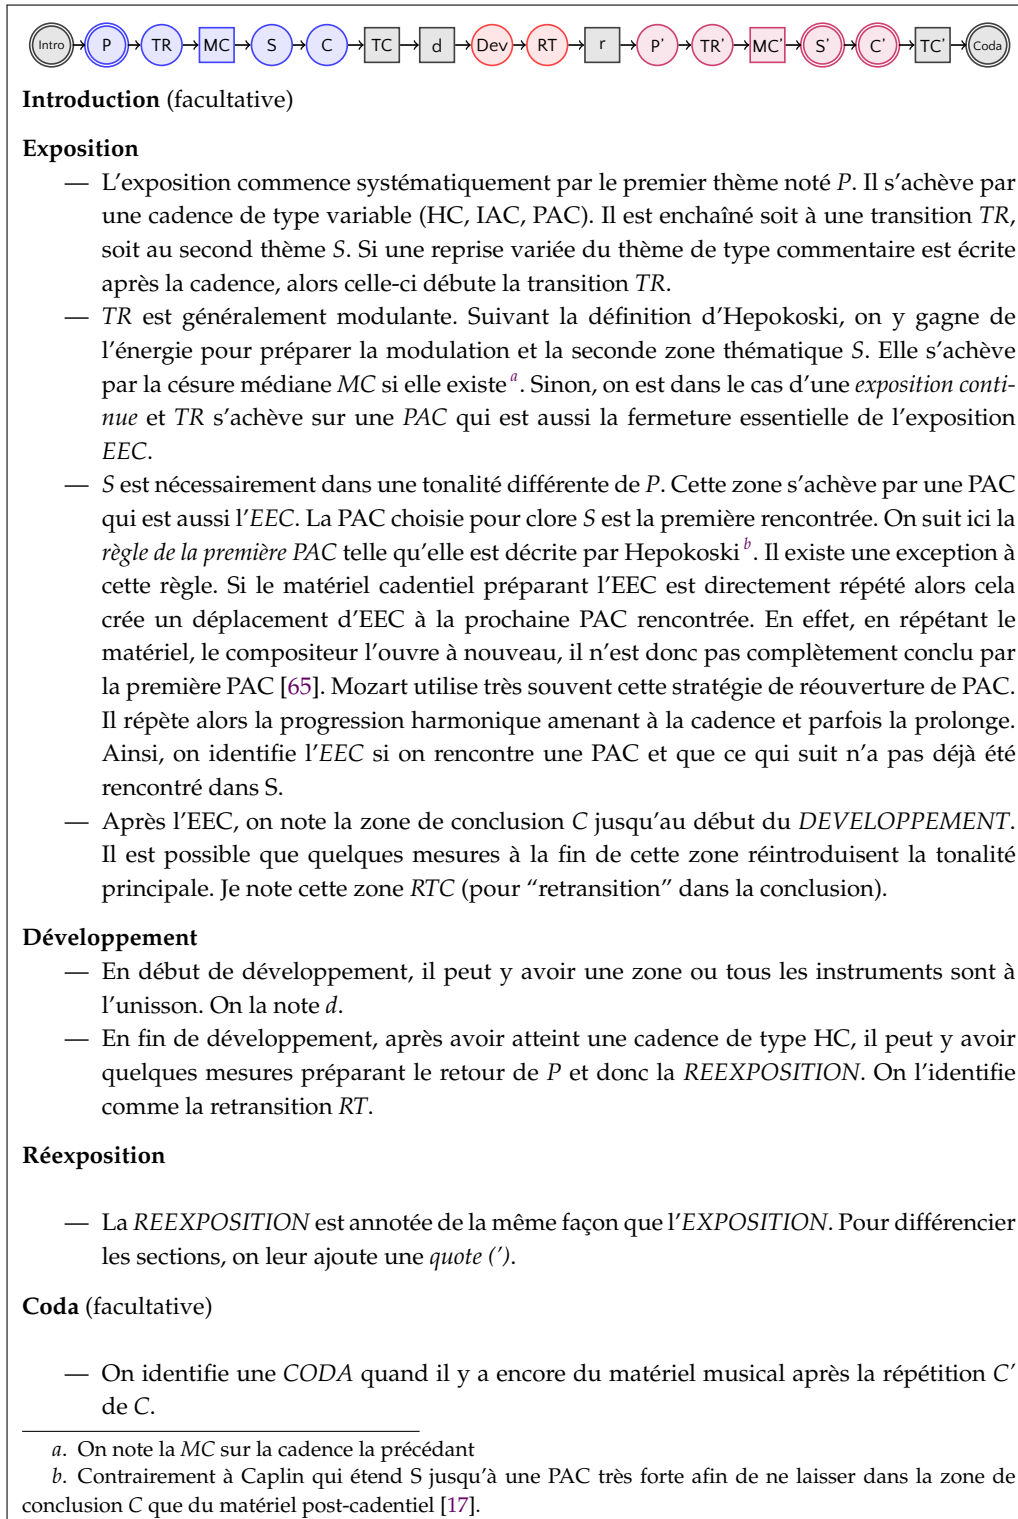 Intro P TR MC S C TC d Dev RT r P' TR' MC' S' C' TC' Coda
Introduction (facultative)
Exposition
— L'exposition commence systématiquement par le premier thème noté P. Il s'achève par
une cadence de type variable (HC, IAC, PAC). Il est enchaîné soit à une transition TR,
soit au second thème S. Si une reprise variée du thème de type commentaire est écrite
après la cadence, alors celle-ci débute la transition TR.
— TR est généralement modulante. Suivant la définition d'Hepokoski, on y gagne de
l'énergie pour préparer la modulation et la seconde zone thématique S. Elle s'achève
par la césure médiane MC si elle existe a. Sinon, on est dans le cas d'une exposition conti-
nue et TR s'achève sur une PAC qui est aussi la fermeture essentielle de l'exposition
EEC.
— S est nécessairement dans une tonalité différente de P. Cette zone s'achève par une PAC
qui est aussi l'EEC. La PAC choisie pour clore S est la première rencontrée. On suit ici la
règle de la première PAC telle qu'elle est décrite par Hepokoski b. Il existe une exception à
cette règle. Si le matériel cadentiel préparant l'EEC est directement répété alors cela
crée un déplacement d'EEC à la prochaine PAC rencontrée. En effet, en répétant le
matériel, le compositeur l'ouvre à nouveau, il n'est donc pas complètement conclu par
la première PAC [65]. Mozart utilise très souvent cette stratégie de réouverture de PAC.
Il répète alors la progression harmonique amenant à la cadence et parfois la prolonge.
Ainsi, on identifie l'EEC si on rencontre une PAC et que ce qui suit n'a pas déjà été
rencontré dans S.
— Après l'EEC, on note la zone de conclusion C jusqu'au début du DEVELOPPEMENT.
Il est possible que quelques mesures à la fin de cette zone réintroduisent la tonalité
principale. Je note cette zone RTC (pour "retransition" dans la conclusion).
Développement
— En début de développement, il peut y avoir une zone ou tous les instruments sont à
l'unisson. On la note d.
— En fin de développement, après avoir atteint une cadence de type HC, il peut y avoir
quelques mesures préparant le retour de P et donc la REEXPOSITION. On l'identifie
comme la retransition RT.
Réexposition
— La REEXPOSITION est annotée de la même façon que l'EXPOSITION. Pour différencier
les sections, on leur ajoute une quote (').
Coda (facultative)
— On identifie une CODA quand il y a encore du matériel musical après la répétition C'
de C.
a. On note la MC sur la cadence la précédant
b. Contrairement à Caplin qui étend S jusqu'à une PAC très forte afin de ne laisser dans la zone de
conclusion C que du matériel post-cadentiel [17].